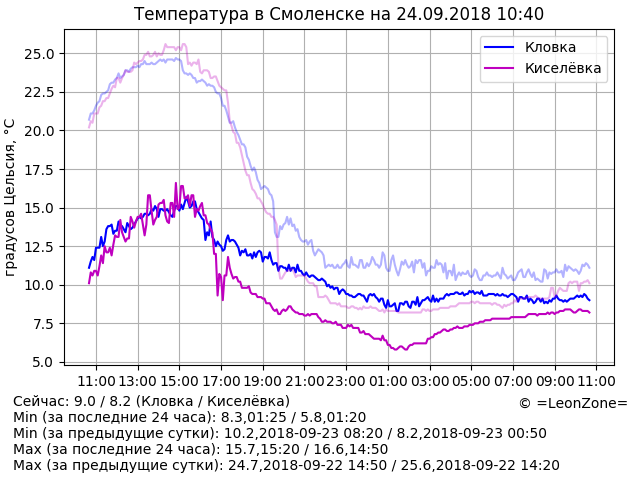 Температура в Смоленске на 24.09.2018 10:40
Кловка
Киселёвка
градусов Цельсия, °C
25.0
22.5
20.0
17.5
15.0
12.5
10.0
7.5
5.0
11:00 13:00 15:00 17:00 19:00 21:00 23:00 01:00 03:00 05:00 07:00 09:00 11:00
Сейчас: 9.0 / 8.2 (Кловка / Киселёвка)
© =LeonZone=
Min (за последние 24 часа): 8.3,01:25 / 5.8,01:20
Min (за предыдущие сутки): 10.2,2018-09-23 08:20 / 8.2,2018-09-23 00:50
Max (за последние 24 часа): 15.7,15:20 / 16.6,14:50
Max (за предыдущие сутки): 24.7,2018-09-22 14:50 / 25.6,2018-09-22 14:20